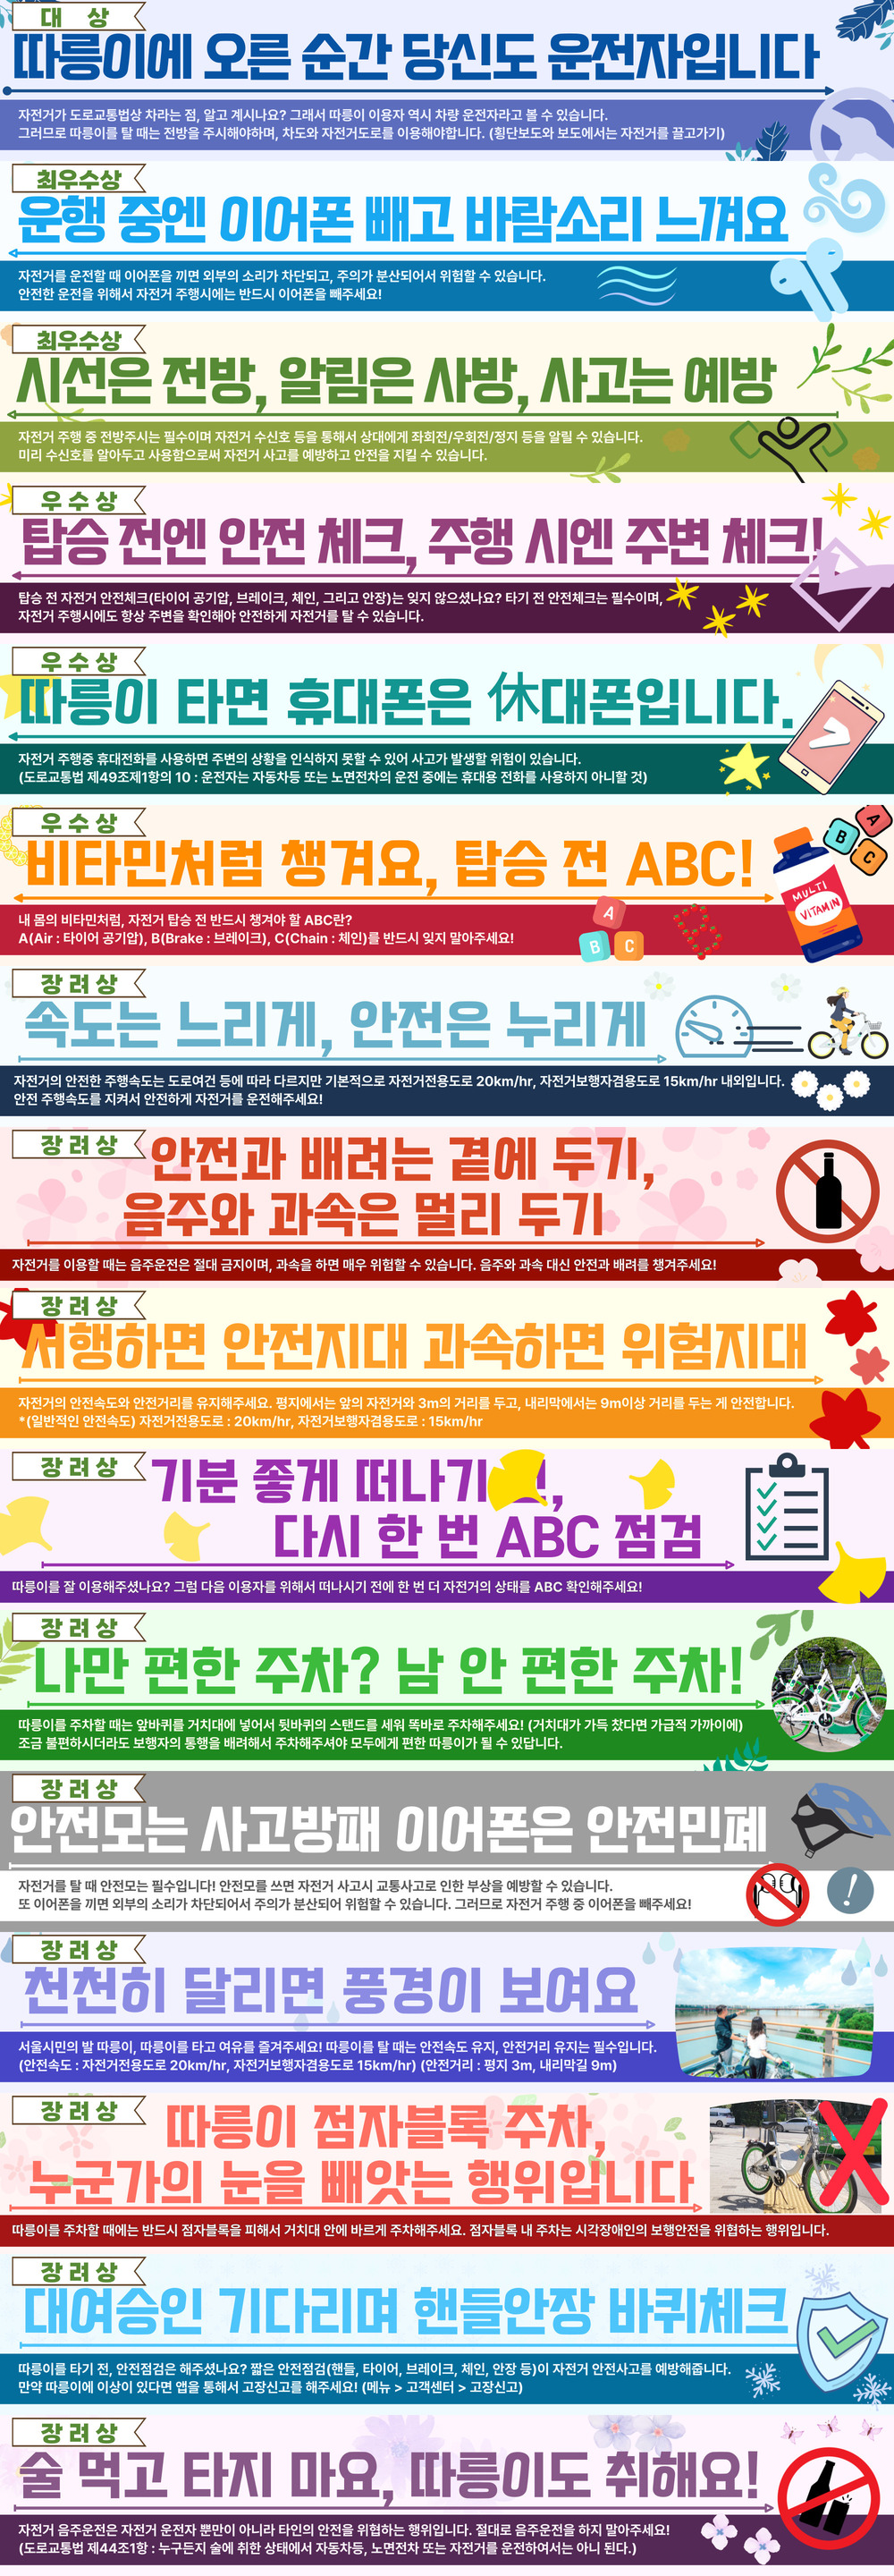 대 상
따릉이에 오른 순간 당신도 운전자입니다
자전거가 도로교통법상 차라는 점, 알고 계시나요? 그래서 따릉이 이용자 역시 차량 운전자라고 볼 수 있습니다.
그러므로 따릉이를 탈 때는 전방을 주시해야하며, 차도와 자전거도로를 이용해야합니다. (횡단보도와 보도에서는 자전거를 끌고가기)
최우수상
운행 중엔 이어폰 빼고 바람소리 느껴요
자전거를 운전할 때 이어폰을 끼면 외부의 소리가 차단되고, 주의가 분산되어서 위험할 수 있습니다.
안전한 운전을 위해서 자전거 주행시에는 반드시 이어폰을 빼주세요!
최우수상
시선은 전방, 알림은 사방, 사고는 예방
자전거 주행 중 전방주시는 필수이며 자전거 수신호 등을 통해서 상대에게 좌회전/우회전/정지 등을 알릴 수 있습니다.
미리 수신호를 알아두고 사용함으로써 자전거 사고를 예방하고 안전을 지킬 수 있습니다.
우 수 상
탑승 전엔 안전 체크, 주행 시엔 주변 체크!
탑승 전 자전거 안전체크(타이어 공기압, 브레이크, 체인, 그리고 안장)는 잊지 않으셨나요? 타기 전 안전체크는 필수이며,
자전거 주행시에도 항상 주변을 확인해야 안전하게 자전거를 탈 수 있습니다.
우 수 상
따릉이 타면 휴대폰은 休대폰입니다.
자전거 주행중 휴대전화를 사용하면 주변의 상황을 인식하지 못할 수 있어 사고가 발생할 위험이 있습니다.
(도로교통법 제49조제1항의 10 : 운전자는 자동차등 또는 노면전차의 운전 중에는 휴대용 전화를 사용하지 아니할 것)
우 수 상
비타민처럼 챙겨요, 탑승 전 ABC!
내 몸의 비타민처럼, 자전거 탑승 전 반드시 챙겨야 할 ABC란?
A(Air : 타이어 공기압), B(Brake : 브레이크), C(Chain : 체인)를 반드시 잊지 말아주세요!
A
B
C
MULTI
VITAMIN
A
B
C
장 려 상
속도는 느리게, 안전은 누리게
자전거의 안전한 주행속도는 도로여건 등에 따라 다르지만 기본적으로 자전거전용도로 20km/hr, 자전거보행자겸용도로 15km/hr 내외입니다.
안전 주행속도를 지켜서 안전하게 자전거를 운전해주세요!
장 려 상
안전과 배려는 곁에 두기,
음주와 과속은 멀리 두기
자전거를 이용할 때는 음주운전은 절대 금지이며, 과속을 하면 매우 위험할 수 있습니다. 음주와 과속 대신 안전과 배려를 챙겨주세요!
장 려 상
서행하면 안전지대 과속하면 위험지대
자전거의 안전속도와 안전거리를 유지해주세요. 평지에서는 앞의 자전거와 3m의 거리를 두고, 내리막에서는 9m이상 거리를 두는 게 안전합니다.
*(일반적인 안전속도) 자전거전용도로 : 20km/hr, 자전거보행자겸용도로 : 15km/hr
장 려 상
기분 좋게 떠나기 ,
다시 한 번 ABC 점검
따릉이를 잘 이용해주셨나요? 그럼 다음 이용자를 위해서 떠나시기 전에 한 번 더 자전거의 상태를 ABC 확인해주세요!
장 려 상
나만 편한 주차? 남 안 편한 주차!
따릉이를 주차할 때는 앞바퀴를 거치대에 넣어서 뒷바퀴의 스탠드를 세워 똑바로 주차해주세요! (거치대가 가득 찼다면 가급적 가까이에)
조금 불편하시더라도 보행자의 통행을 배려해서 주차해주셔야 모두에게 편한 따릉이가 될 수 있답니다.
장 려 상
안전모는 사고방패 이어폰은 안전민폐
자전거를 탈 때 안전모는 필수입니다! 안전모를 쓰면 자전거 사고시 교통사고로 인한 부상을 예방할 수 있습니다.
또 이어폰을 끼면 외부의 소리가 차단되어서 주의가 분산되어 위험할 수 있습니다. 그러므로 자전거 주행 중 이어폰을 빼주세요!
장 려 상
천천히 달리면 풍경이 보여요
서울시민의 발 따릉이, 따릉이를 타고 여유를 즐겨주세요! 따릉이를 탈 때는 안전속도 유지, 안전거리 유지는 필수입니다.
(안전속도 : 자전거전용도로 20km/hr, 자전거보행자겸용도로 15km/hr) (안전거리 : 평지 3m, 내리막길 9m)
장 려 상
따릉이 점자블록 주차,
누군가의 눈을 빼앗는 행위입니다
따릉이를 주차할 때에는 반드시 점자블록을 피해서 거치대 안에 바르게 주차해주세요. 점자블록 내 주차는 시각장애인의 보행안전을 위협하는 행위입니다.
장 려 상
대여승인 기다리며 핸들안장 바퀴체크
따릉이를 타기 전, 안전점검은 해주셨나요? 짧은 안전점검(핸들, 타이어, 브레이크, 체인, 안장 등)이 자전거 안전사고를 예방해줍니다.
만약 따릉이에 이상이 있다면 앱을 통해서 고장신고를 해주세요! (메뉴 > 고객센터 > 고장신고)
장 려 상
술 먹고 타지 마요, 따릉이도 취해요!
자전거 음주운전은 자전거 운전자 뿐만이 아니라 타인의 안전을 위협하는 행위입니다. 절대로 음주운전을 하지 말아주세요!
(도로교통법 제44조1항 : 누구든지 술에 취한 상태에서 자동차등, 노면전차 또는 자전거를 운전하여서는 아니 된다.)